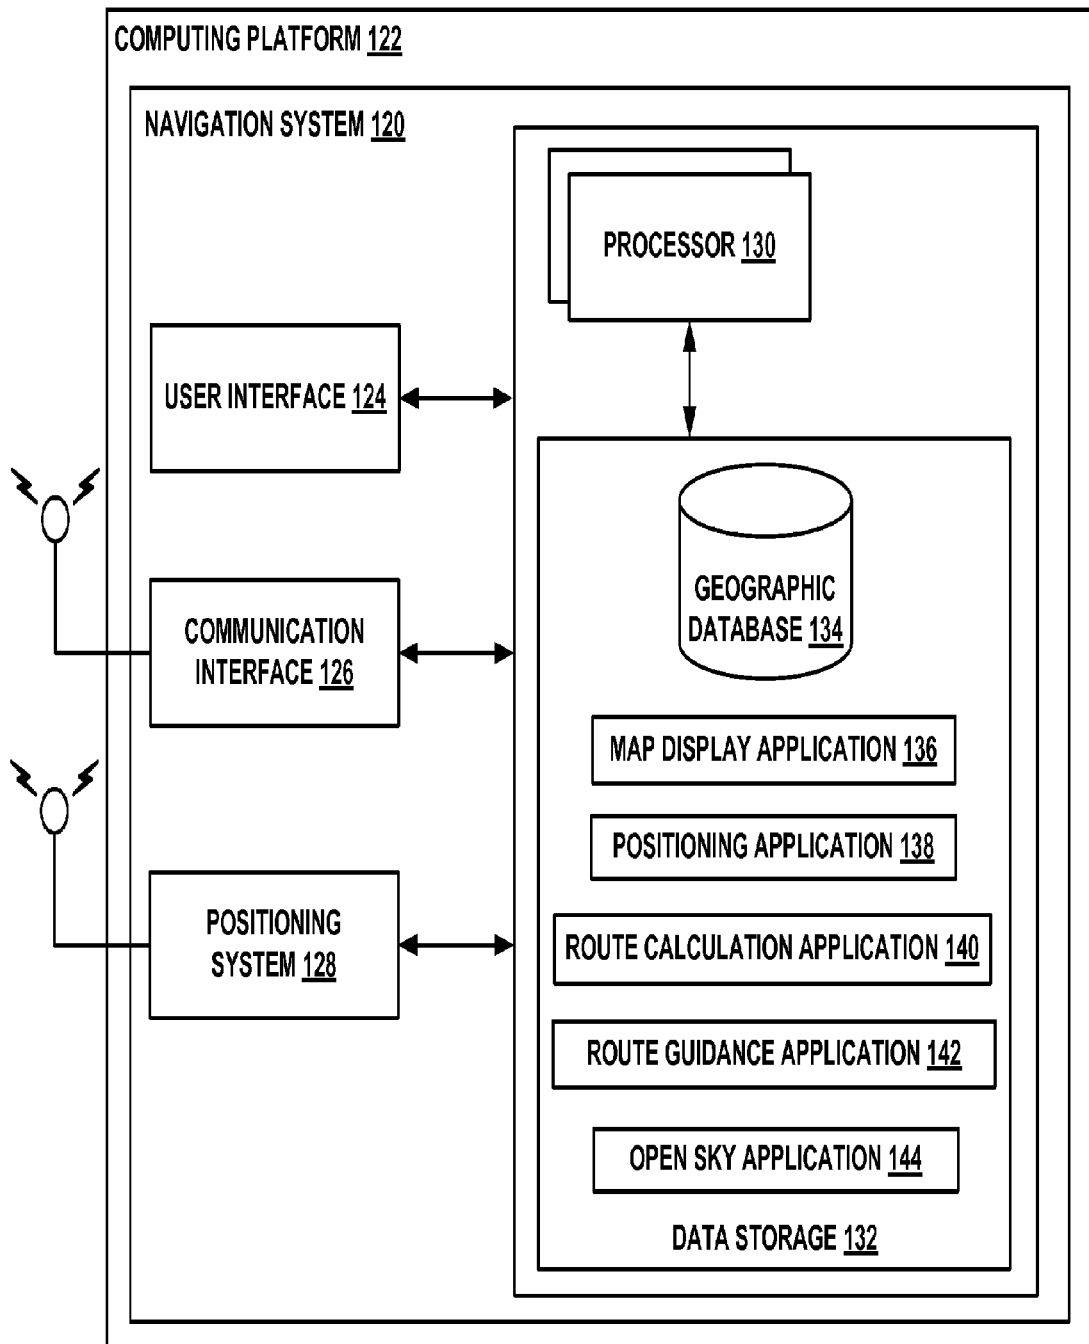 COMPUTING PLATFORM 122
NAVIGATION SYSTEM 120
PROCESSOR 130
USER INTERFACE 124
GEOGRAPHIC
DATABASE 134
COMMUNICATION
INTERFACE 126
MAP DISPLAY APPLICATION 136
POSITIONING APPLICATION 138
POSITIONING
SYSTEM 128
ROUTE CALCULATION APPLICATION 140
ROUTE GUIDANCE APPLICATION 142
OPEN SKY APPLICATION 144
DATA STORAGE 132